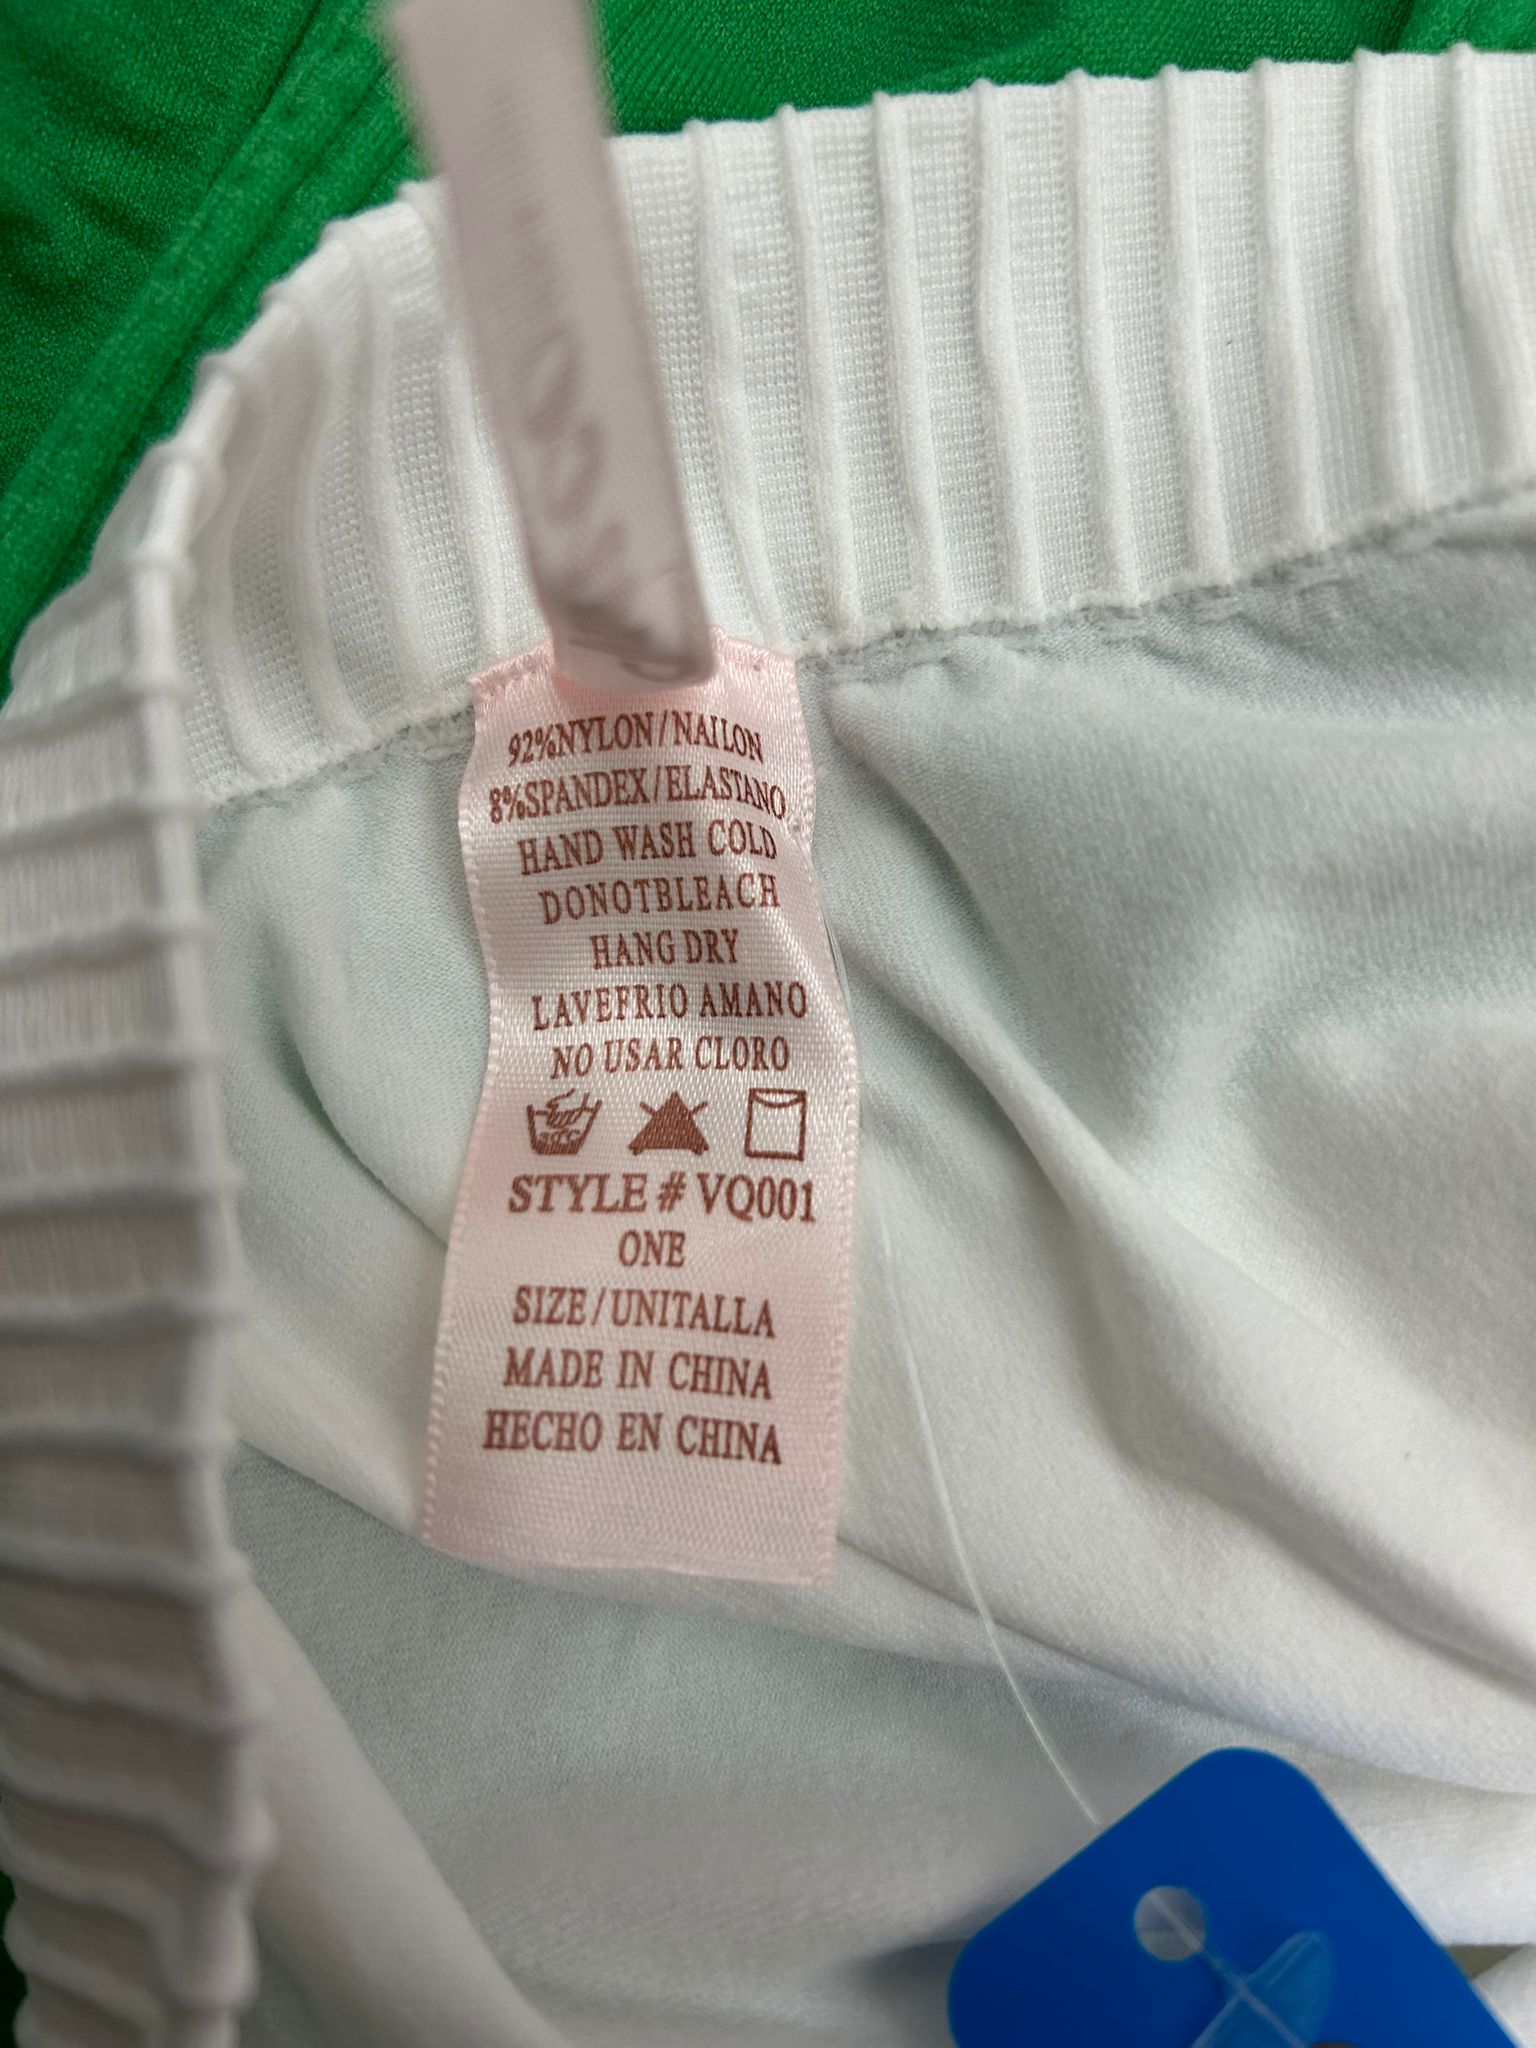 92%NYLON/NAILON
8%SPANDEX/ELASTANO
HAND WASH COLD
DONOTBLEACH
HANG DRY
LAVEFRIO AMANO
NO USAR CLORO
30°C
STYLE # VQ001
ONE
SIZE/UNITALLA
MADE IN CHINA
HECHO EN CHINA